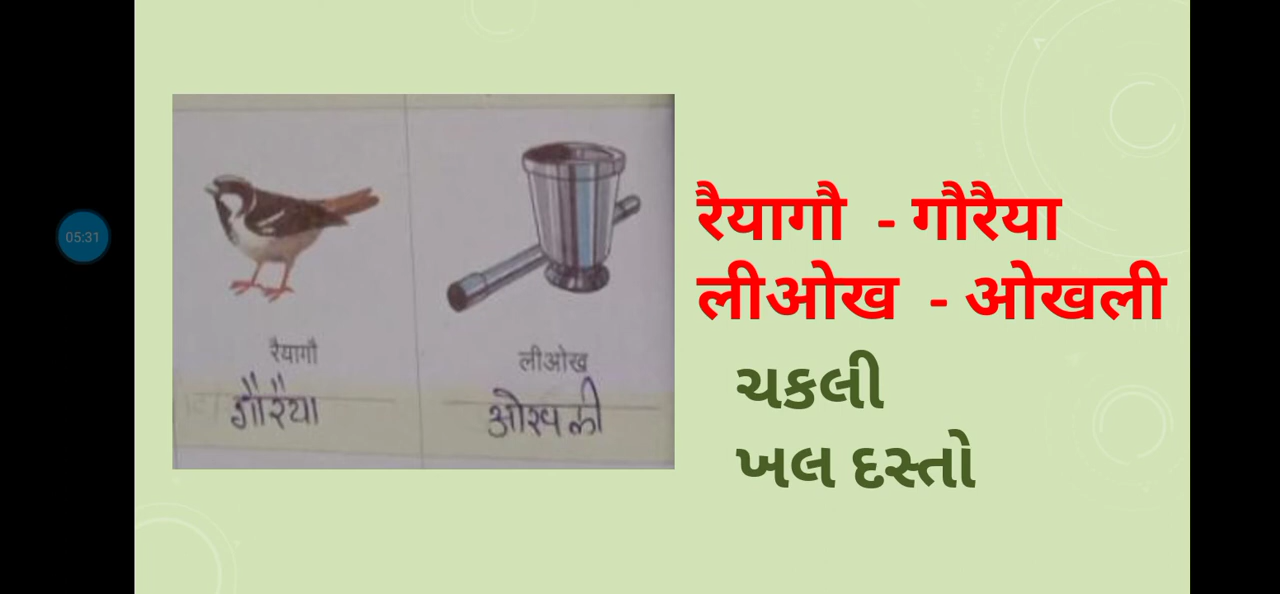 05:31
रैयागौ
लीओख
गौरैया
ओखली
रैयागौ - गौरैया
लीओख - ओखली
ચકલી
ખલ દસ્તો